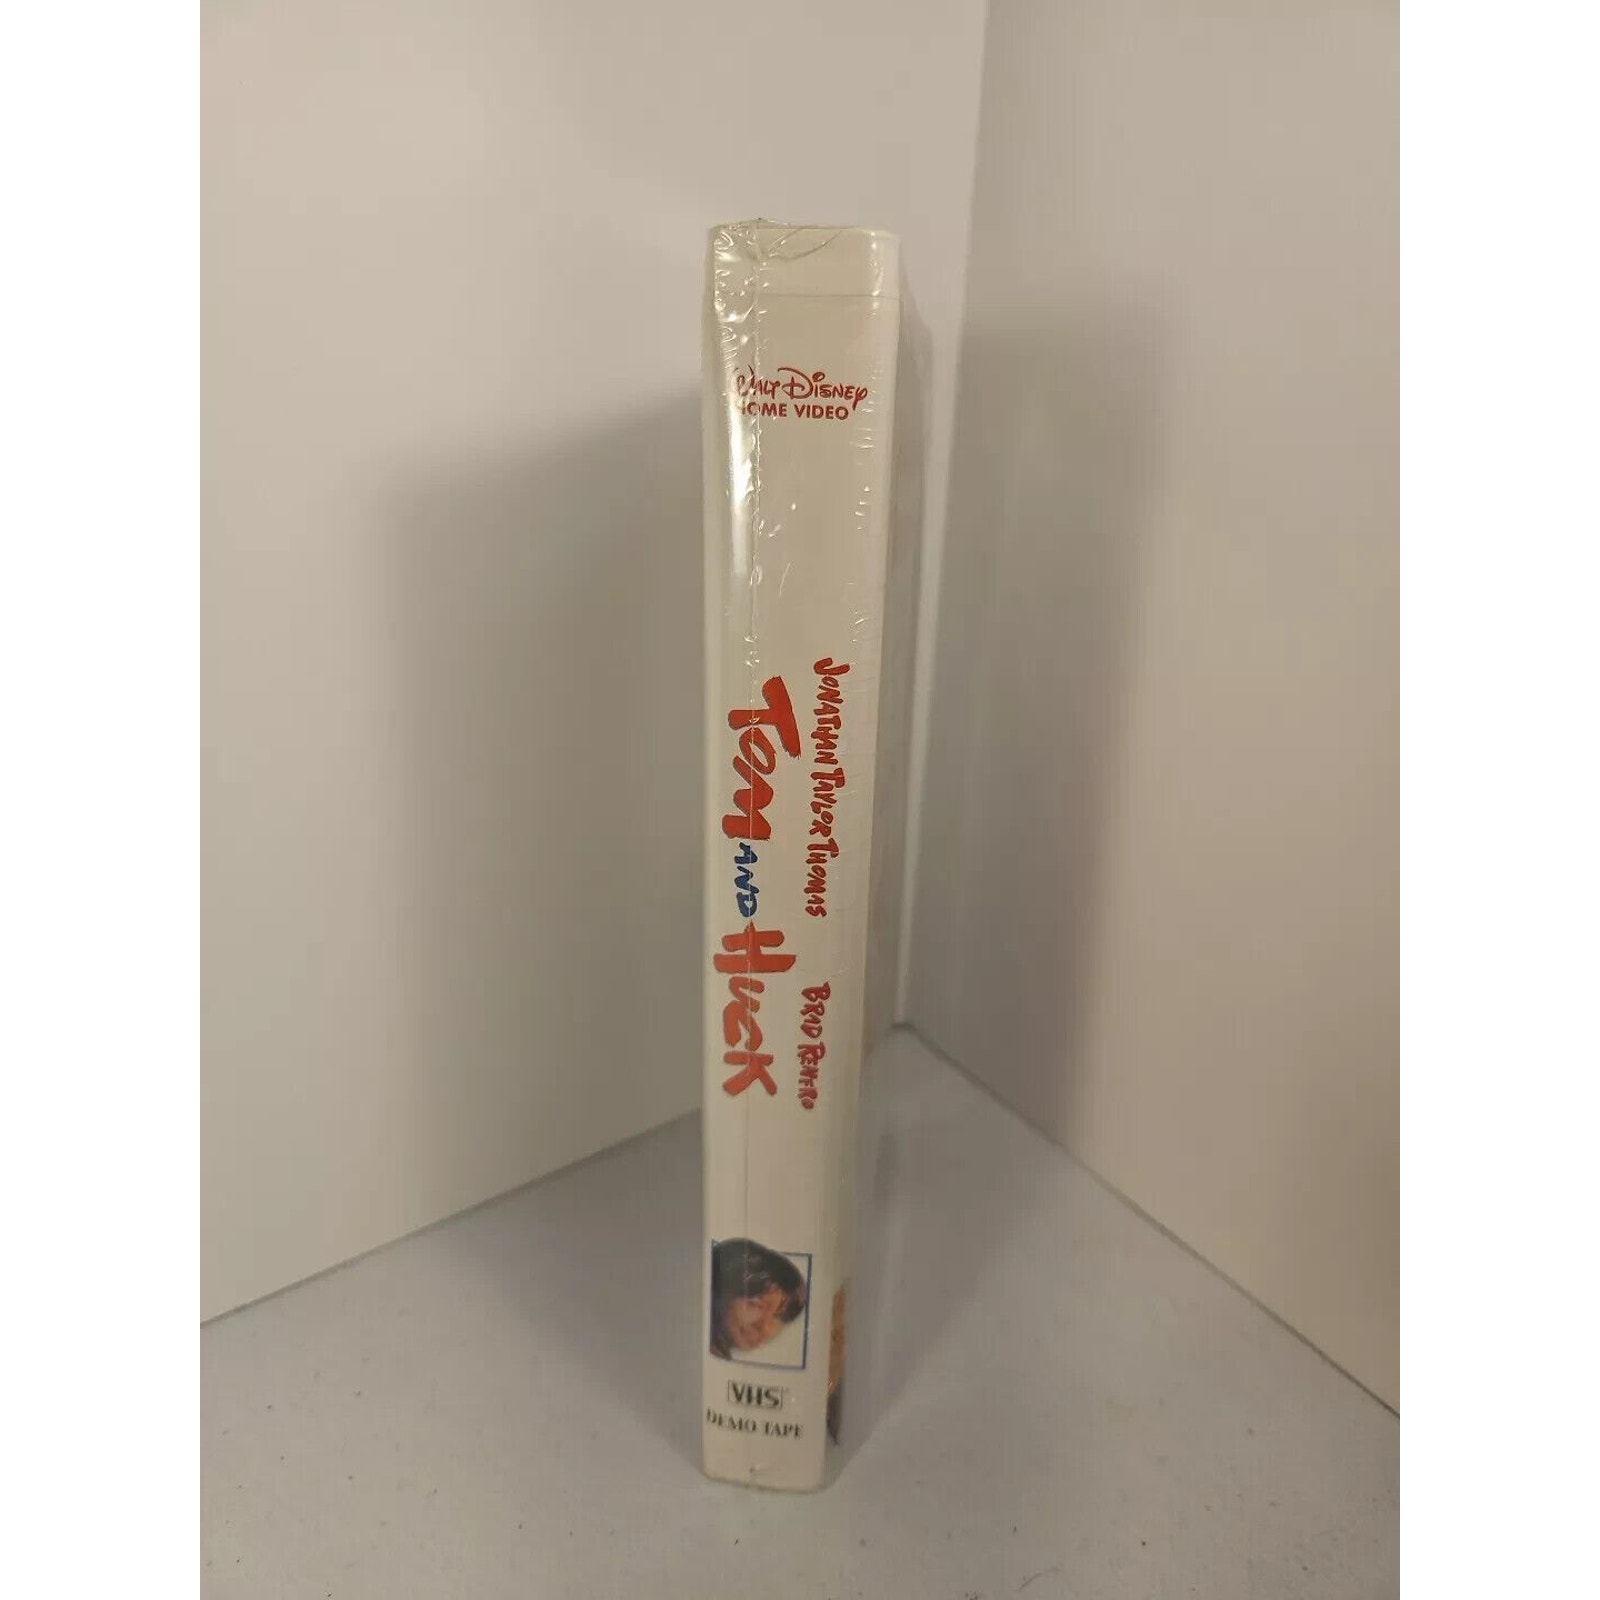 WALT DISNEY
HOME VIDEO
JONATHAN TAYLOR THOMAS BRAD RENFRO
TOM AND HUCK
VHS
DEMO TAPE